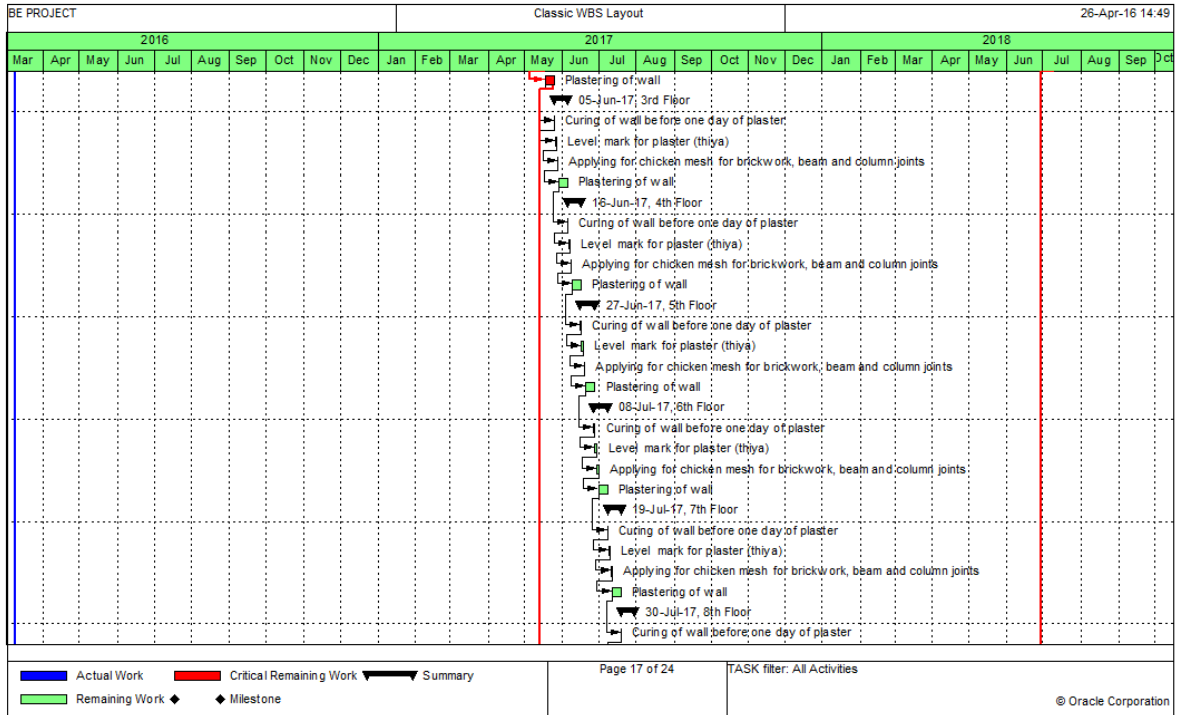 BE PROJECT Classic WBS Layout 26-Apr-16 14:49
2016 2017 2018
Mar Apr May Jun Jul Aug Sep Oct Nov Dec Jan Feb Mar Apr May Jun Jul Aug Sep Oct Nov Dec Jan Feb Mar Apr May Jun Jul Aug Sep Oct
Plastering of wall
05-Jun-17, 3rd Floor
Curing of wall before one day of plaster
Level mark for plaster (thiya)
Applying for chicken mesh for brickwork, beam and column joints
Plastering of wall
16-Jun-17, 4th Floor
Curing of wall before one day of plaster
Level mark for plaster (thiya)
Applying for chicken mesh for brickwork, beam and column joints
Plastering of wall
27-Jun-17, 5th Floor
Curing of wall before one day of plaster
Level mark for plaster (thiya)
Applying for chicken mesh for brickwork, beam and column joints
Plastering of wall
08-Jul-17, 6th Floor
Curing of wall before one day of plaster
Level mark for plaster (thiya)
Applying for chicken mesh for brickwork, beam and column joints
Plastering of wall
19-Jul-17, 7th Floor
Curing of wall before one day of plaster
Level mark for plaster (thiya)
Applying for chicken mesh for brickwork, beam and column joints
Plastering of wall
30-Jul-17, 8th Floor
Curing of wall before one day of plaster
Actual Work Critical Remaining Work Summary Page 17 of 24 TASK filter: All Activities
Remaining Work Milestone
© Oracle Corporation